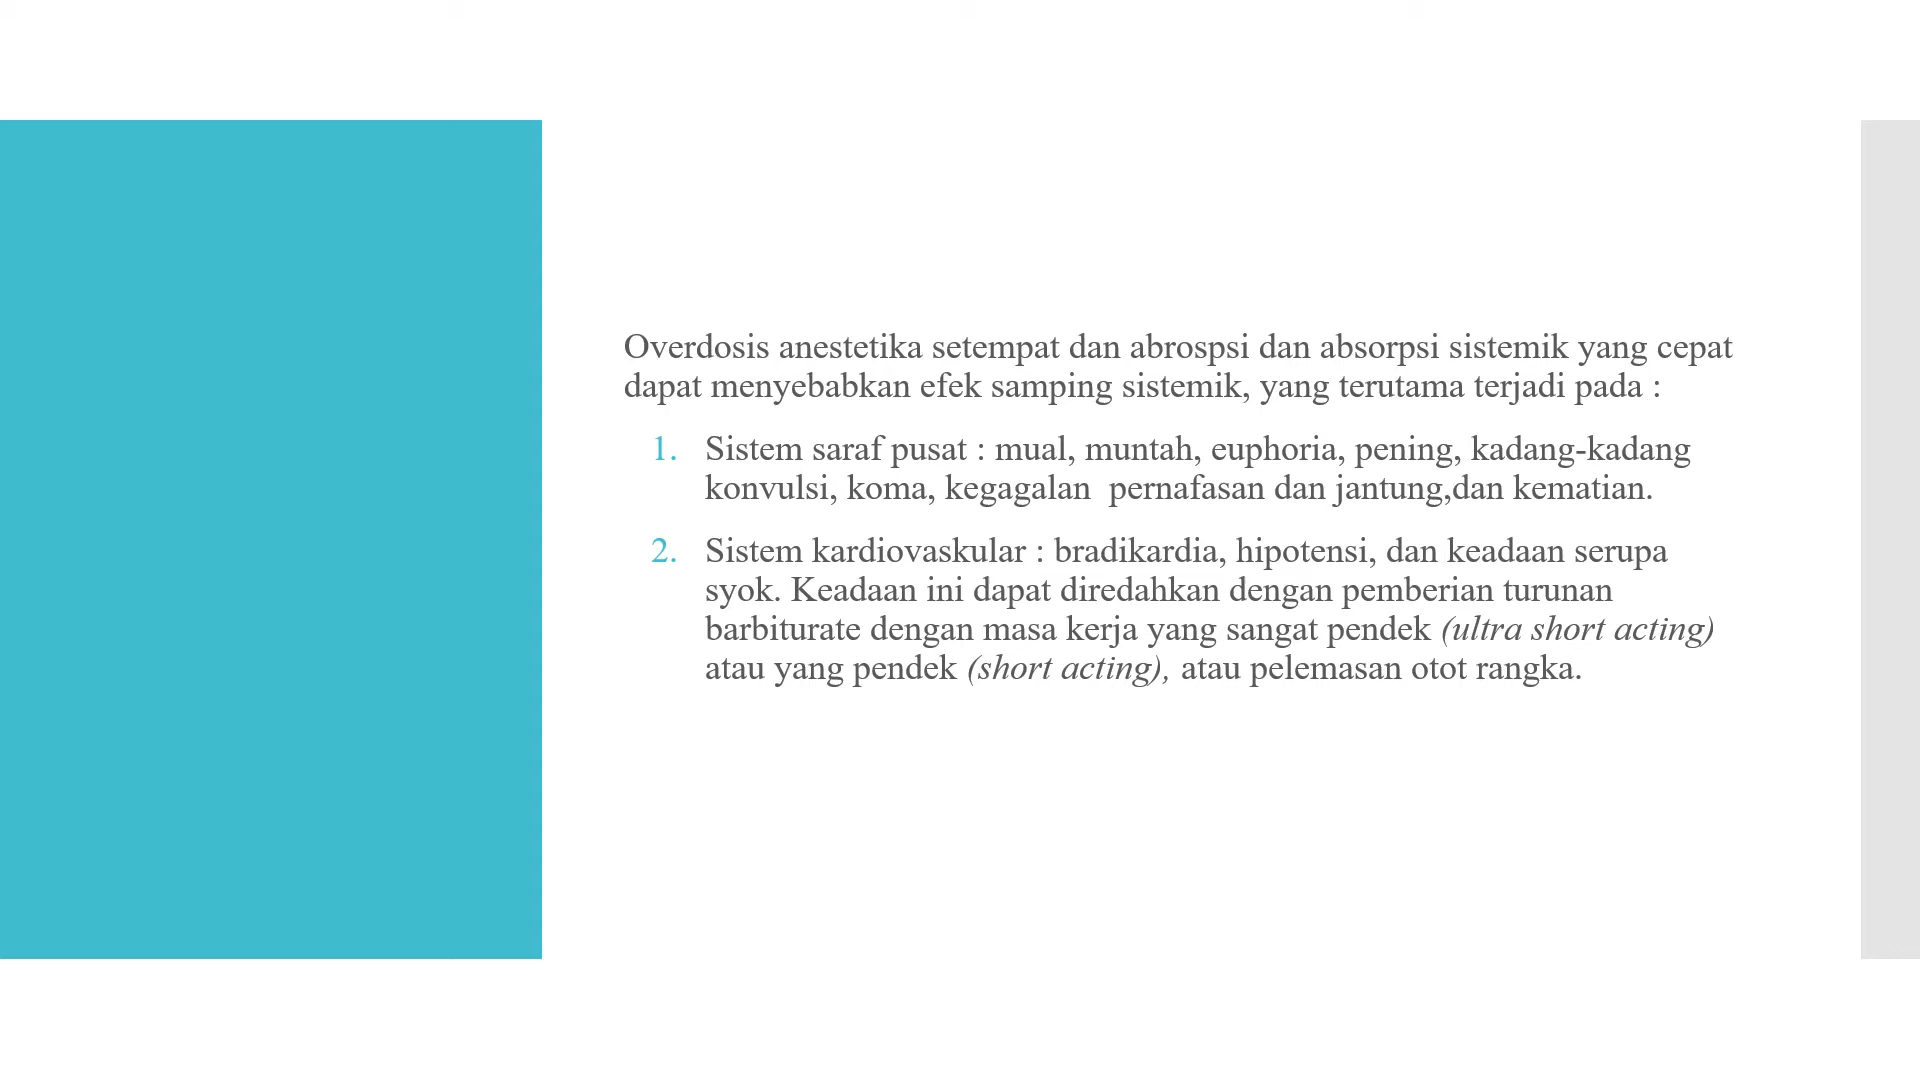 Overdosis anestetika setempat dan abrospsi dan absorpsi sistemik yang cepat
dapat menyebabkan efek samping sistemik, yang terutama terjadi pada :
1. Sistem saraf pusat : mual, muntah, euphoria, pening, kadang-kadang
konvulsi, koma, kegagalan  pernafasan dan jantung,dan kematian.
2. Sistem kardiovaskular : bradikardia, hipotensi, dan keadaan serupa
syok. Keadaan ini dapat diredahkan dengan pemberian turunan
barbiturate dengan masa kerja yang sangat pendek (ultra short acting)
atau yang pendek (short acting), atau pelemasan otot rangka.